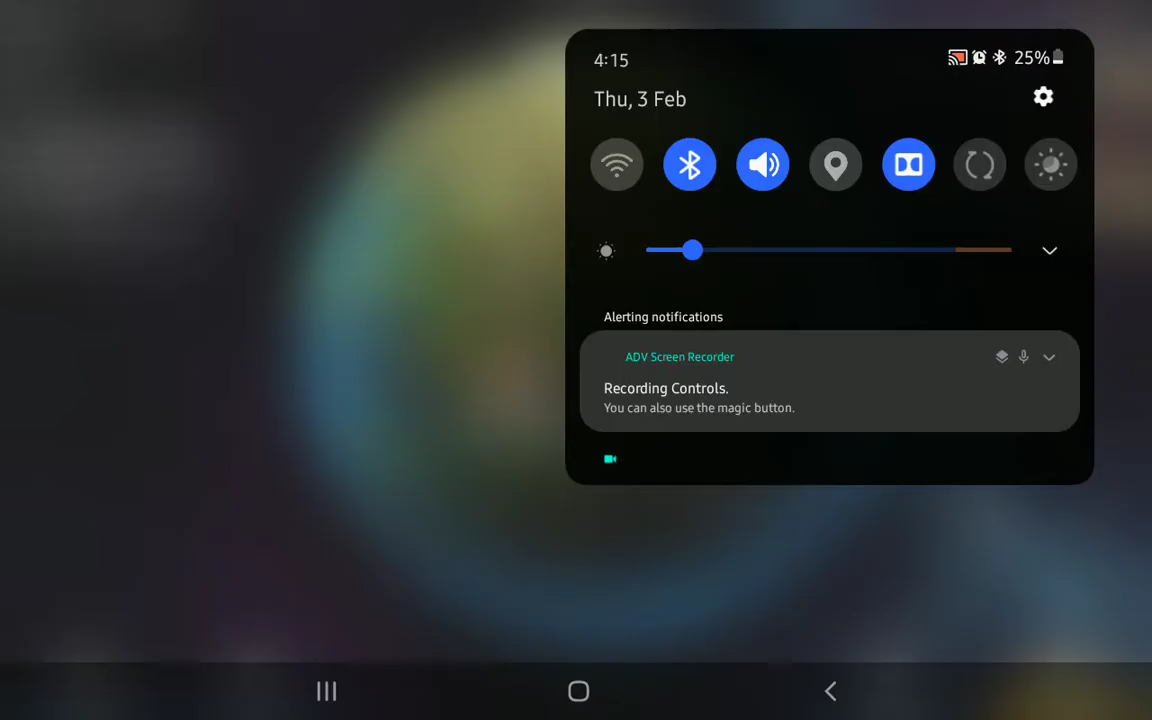 4:15
25%
Thu, 3 Feb
Alerting notifications
ADV Screen Recorder
Recording Controls.
You can also use the magic button.